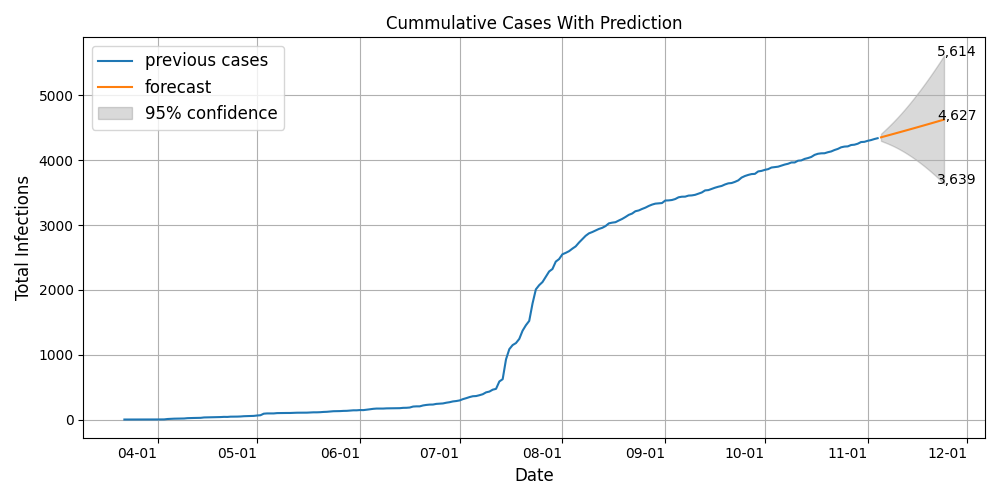 Cummulative Cases With Prediction
previous cases
forecast
95% confidence
5,614
4,627
3,639
5000
4000
3000
2000
1000
0
Total Infections
04-01 05-01 06-01 07-01 08-01 09-01 10-01 11-01 12-01
Date